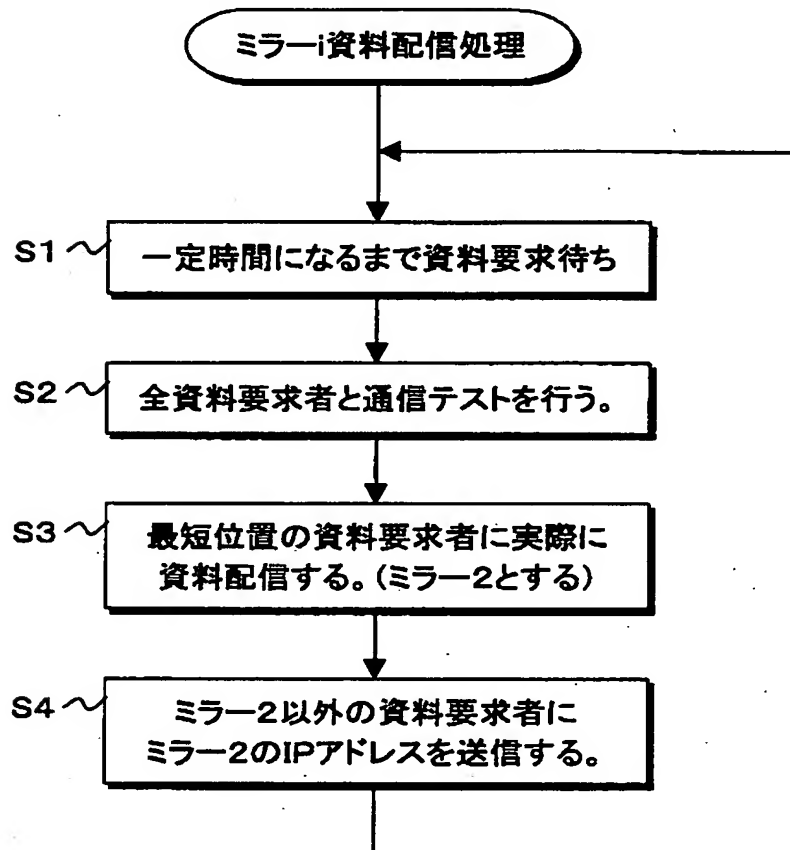 ミラーi資料配信処理
S1 一定時間になるまで資料要求待ち
S2 全資料要求者と通信テストを行う。
S3 最短位置の資料要求者に実際に
資料配信する。(ミラー2とする)
S4 ミラー2以外の資料要求者に
ミラー2のIPアドレスを送信する。